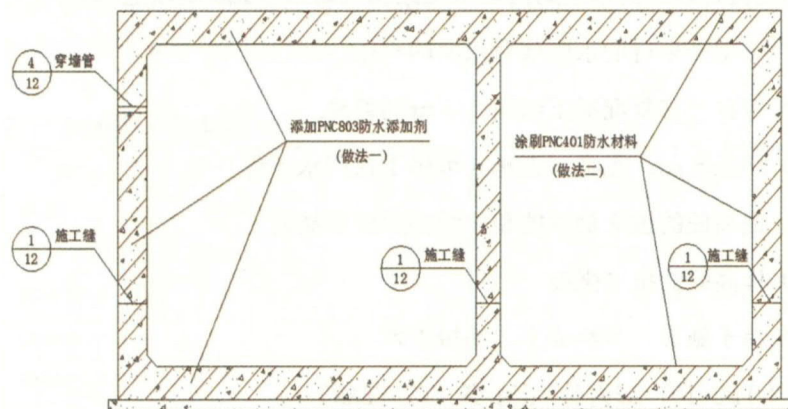 4 穿墙管
12
添加PNC803防水添加剂
(做法一)
涂刷PNC401防水材料
(做法二)
1 施工缝
12
1 施工缝
12
1 施工缝
12